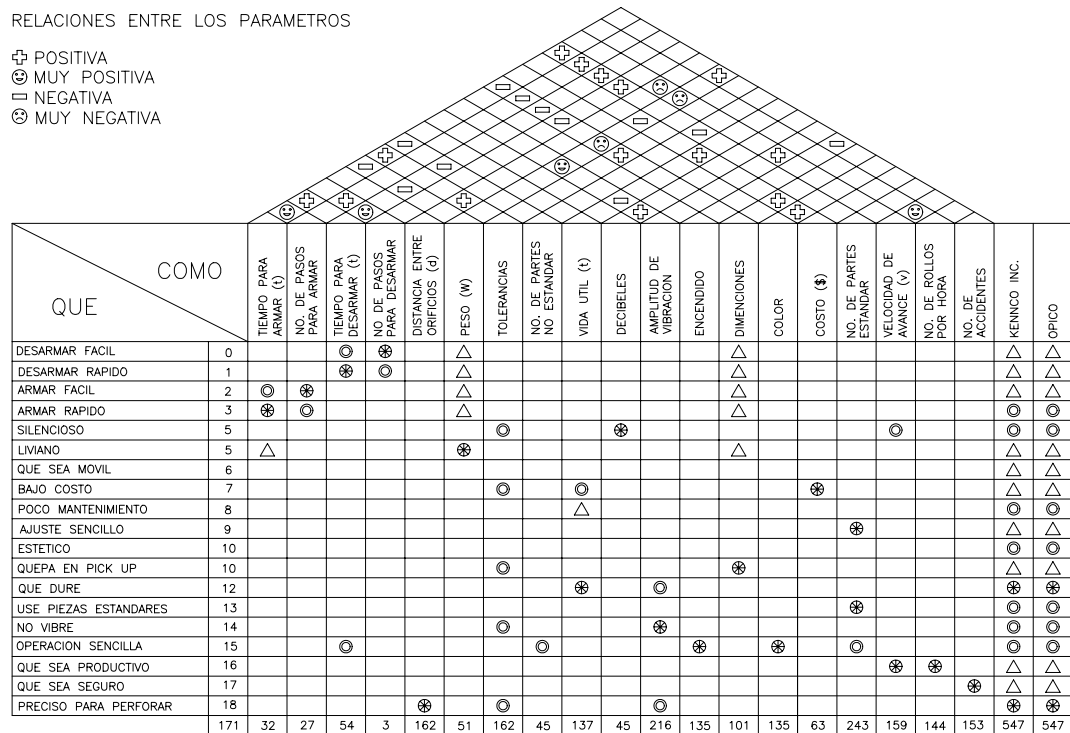 RELACIONES ENTRE LOS PARAMETROS
POSITIVA
MUY POSITIVA
NEGATIVA
MUY NEGATIVA
COMO
QUE
TIEMPO PARA
ARMAR (t)
NO. DE PASOS
PARA ARMAR
TIEMPO PARA
DESARMAR (t)
NO DE PASOS
PARA DESARMAR
DISTANCIA ENTRE
ORIFICIOS (d)
PESO (W)
TOLERANCIAS
NO. DE PARTES
NO ESTANDAR
VIDA UTIL (t)
DECIBELES
AMPLITUD DE
VIBRACION
ENCENDIDO
DIMENCIONES
COLOR
COSTO ($)
NO. DE PARTES
ESTANDAR
VELOCIDAD DE
AVANCE (v)
NO. DE ROLLOS
POR HORA
NO. DE
ACCIDENTES
KENNCO INC.
OPICO
DESARMAR FACIL 0
DESARMAR RAPIDO 1
ARMAR FACIL 2
ARMAR RAPIDO 3
SILENCIOSO 5
LIVIANO 5
QUE SEA MOVIL 6
BAJO COSTO 7
POCO MANTENIMIENTO 8
AJUSTE SENCILLO 9
ESTETICO 10
QUEPA EN PICK UP 10
QUE DURE 12
USE PIEZAS ESTANDARES 13
NO VIBRE 14
OPERACION SENCILLA 15
QUE SEA PRODUCTIVO 16
QUE SEA SEGURO 17
PRECISO PARA PERFORAR 18
171 32 27 54 3 162 51 162 45 137 45 216 135 101 135 63 243 159 144 153 547 547